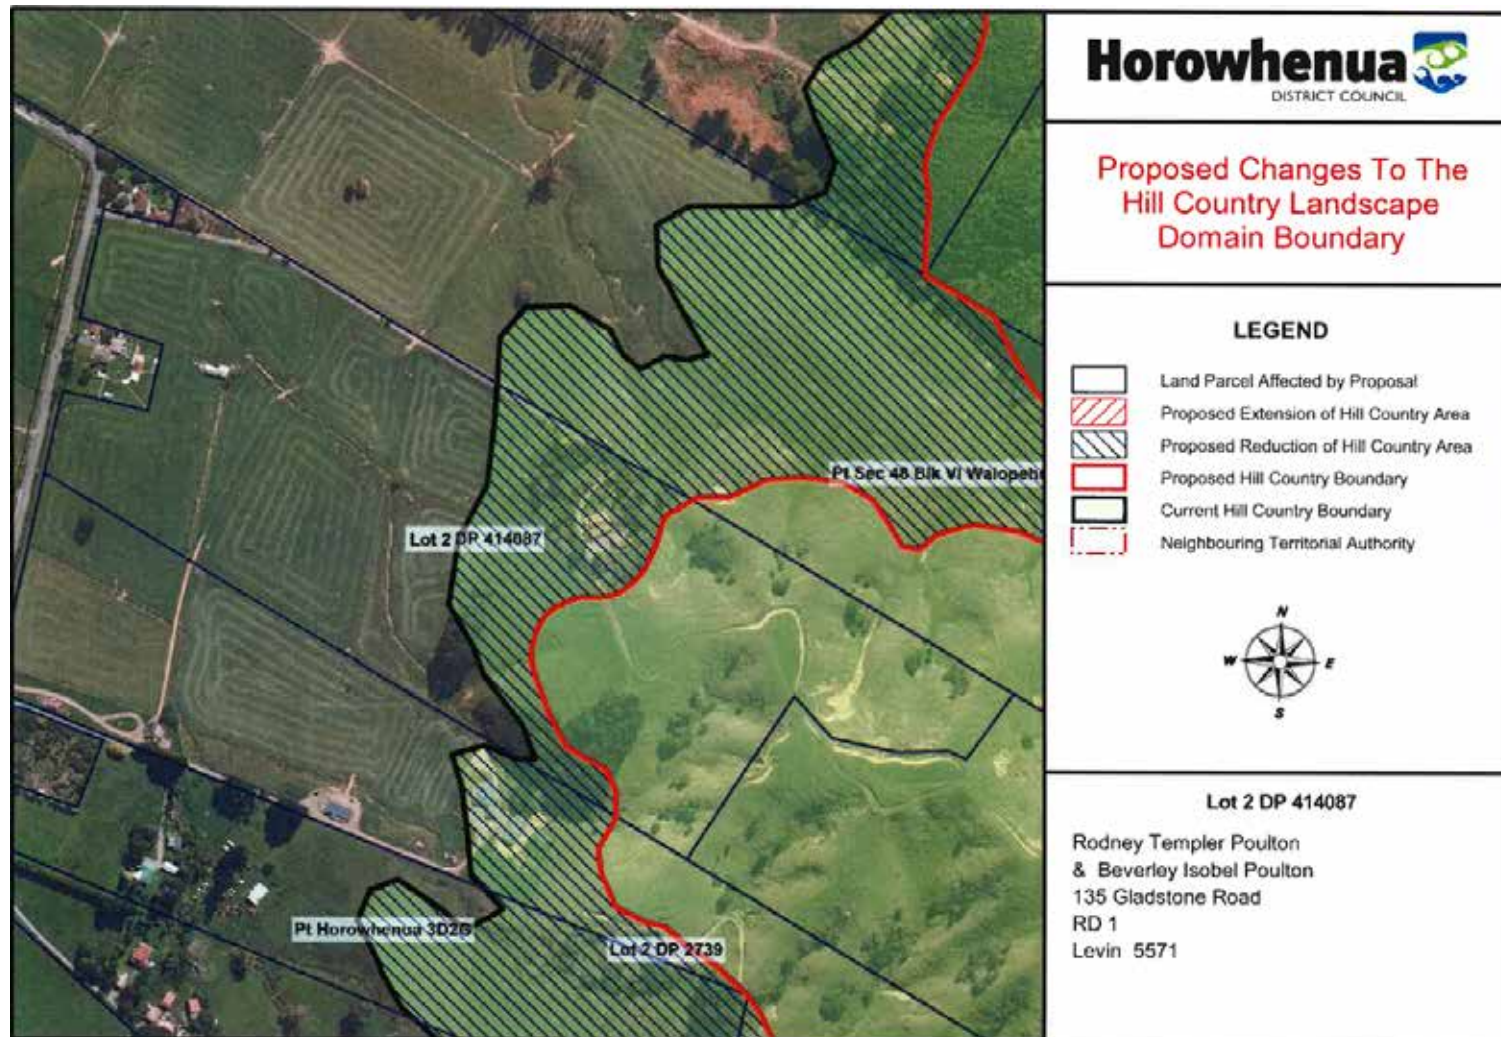 Horowhenua
DISTRICT COUNCIL
Proposed Changes To The
Hill Country Landscape
Domain Boundary
LEGEND
Land Parcel Affected by Proposal
Proposed Extension of Hill Country Area
Proposed Reduction of Hill Country Area
Proposed Hill Country Boundary
Current Hill Country Boundary
Neighbouring Territorial Authority
N
W E
S
Lot 2 DP 414087
Rodney Templer Poulton
& Beverley Isobel Poulton
135 Gladstone Road
RD 1
Levin 5571
Pt Sec 48 Blk VI
Lot 2 DP 414087
Pt Horowhenua 3D2G
Lot 2 DP 2739